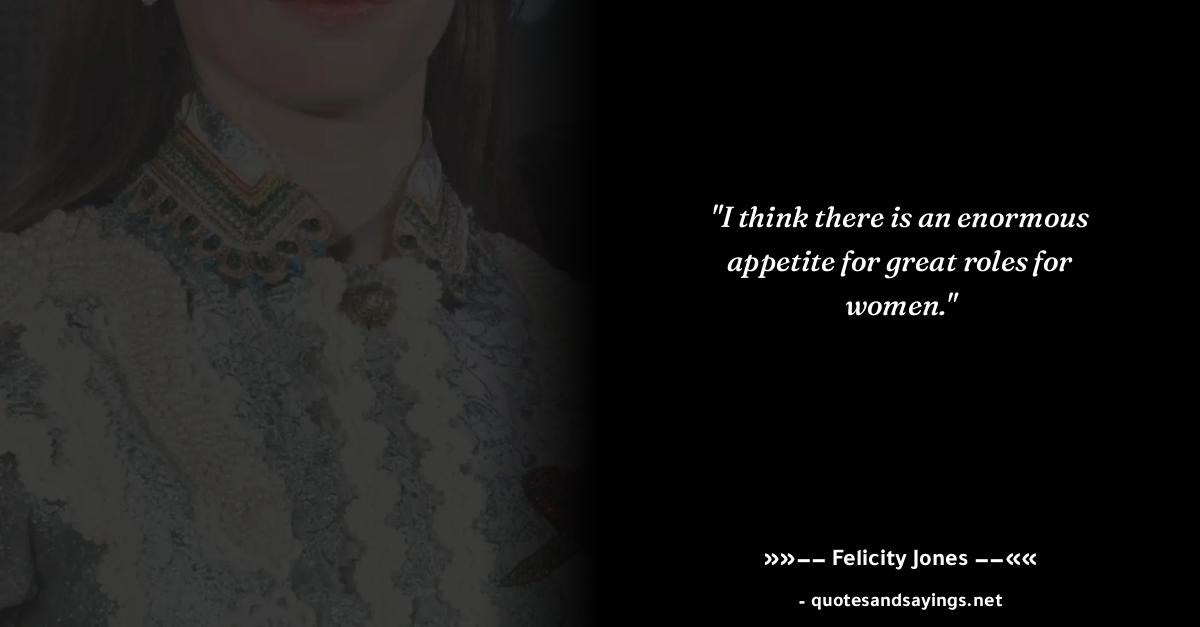 "I think there is an enormous
appetite for great roles for
women."
»»−− Felicity Jones −−««
- quotesandsayings.net